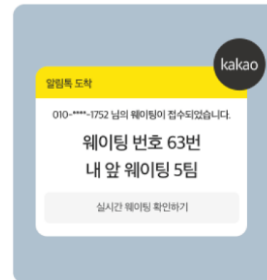 kakao
알림톡 도착
010-****-1752 님의 웨이팅이 접수되었습니다.
웨이팅 번호 63번
내 앞 웨이팅 5팀
실시간 웨이팅 확인하기